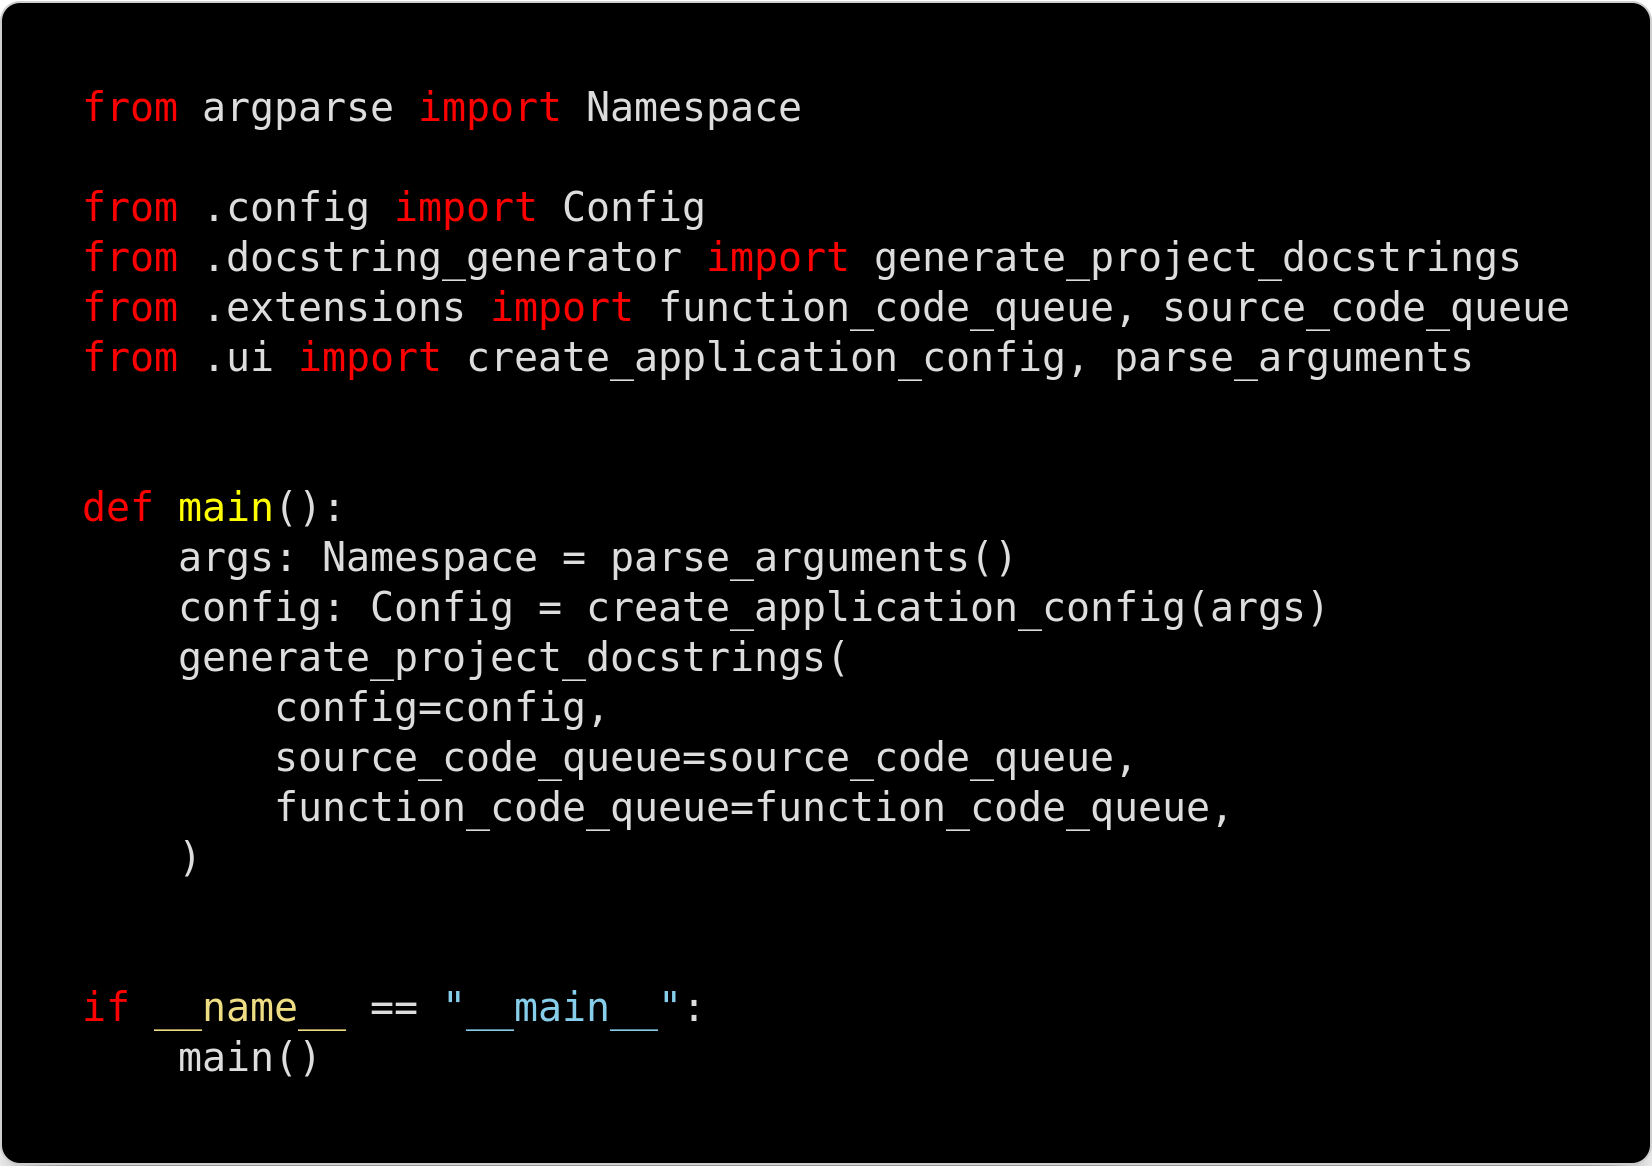 from argparse import Namespace

from .config import Config
from .docstring_generator import generate_project_docstrings
from .extensions import function_code_queue, source_code_queue
from .ui import create_application_config, parse_arguments


def main():
    args: Namespace = parse_arguments()
    config: Config = create_application_config(args)
    generate_project_docstrings(
        config=config,
        source_code_queue=source_code_queue,
        function_code_queue=function_code_queue,
    )


if __name__ == "__main__":
    main()